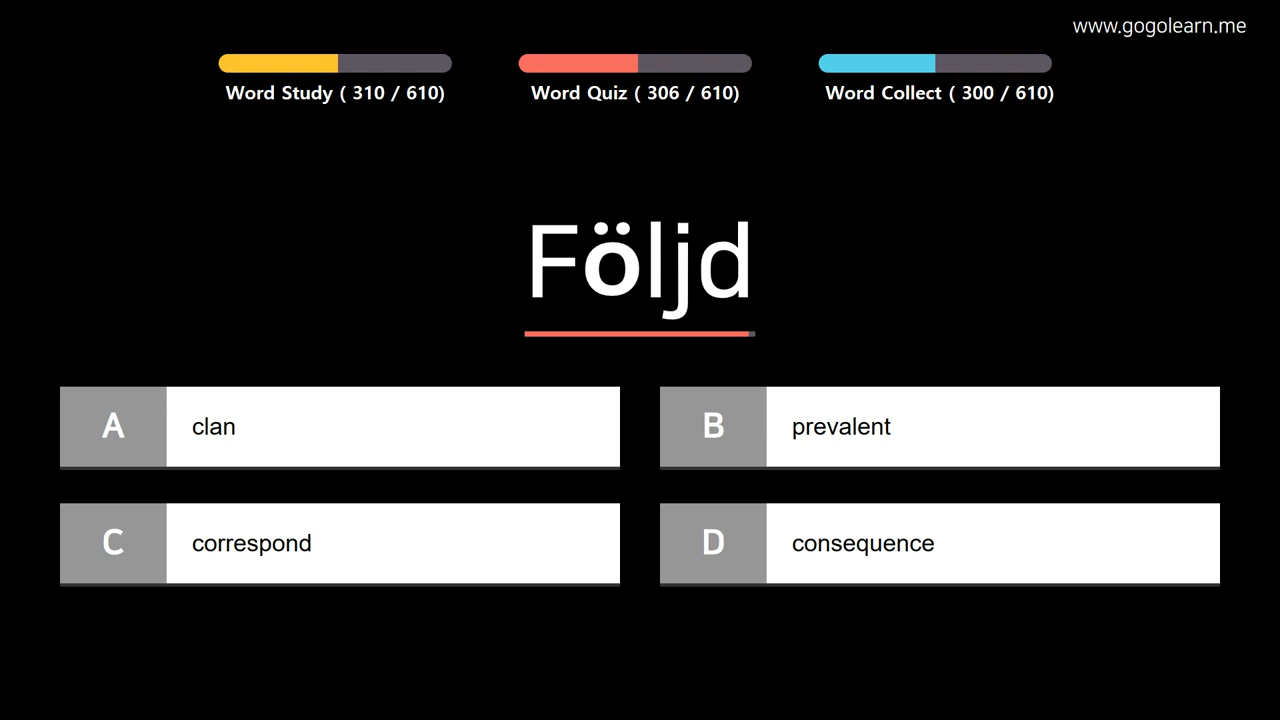 www.gogolearn.me
Word Study ( 310 / 610)
Word Quiz ( 306 / 610)
Word Collect ( 300 / 610)
Följd
A clan
B prevalent
C correspond
D consequence